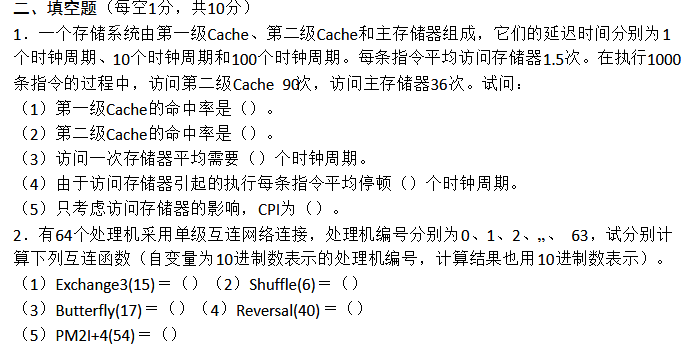 二、填空题（每空1分，共10分）
1．一个存储系统由第一级Cache、第二级Cache和主存储器组成，它们的延迟时间分别为1
个时钟周期、10个时钟周期和100个时钟周期。每条指令平均访问存储器1.5次。在执行1000
条指令的过程中，访问第二级Cache 90次，访问主存储器36次。试问：
（1）第一级Cache的命中率是（）。
（2）第二级Cache的命中率是（）。
（3）访问一次存储器平均需要（）个时钟周期。
（4）由于访问存储器引起的执行每条指令平均停顿（）个时钟周期。
（5）只考虑访问存储器的影响，CPI为（）。
2．有64个处理机采用单级互连网络连接，处理机编号分别为0、1、2、„、 63，试分别计
算下列互连函数（自变量为10进制数表示的处理机编号，计算结果也用10进制数表示）。
（1）Exchange3(15)＝（）（2）Shuffle(6)＝（）
（3）Butterfly(17)＝（）（4）Reversal(40)＝（）
（5）PM2I+4(54)＝（）